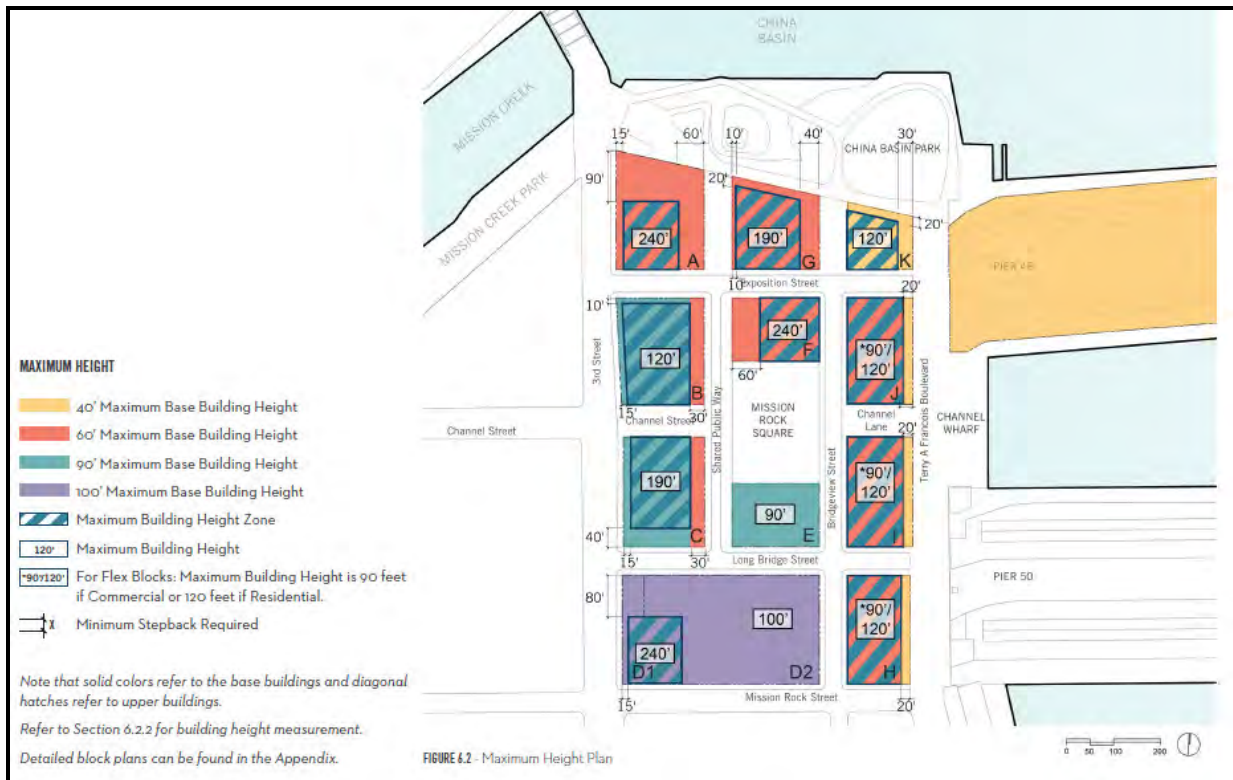 MAXIMUM HEIGHT
40' Maximum Base Building Height
60' Maximum Base Building Height
90' Maximum Base Building Height
100' Maximum Base Building Height
Maximum Building Height Zone
120' Maximum Building Height
*90'/120' For Flex Blocks: Maximum Building Height is 90 feet
if Commercial or 120 feet if Residential.
X Minimum Stepback Required
Note that solid colors refer to the base buildings and diagonal
hatches refer to upper buildings.
Refer to Section 6.2.2 for building height measurement.
Detailed block plans can be found in the Appendix.
CHINA
BASIN
MISSION CREEK
MISSION CREEK PARK
15' 60' 10' 40' 30'
CHINA BASIN PARK
90' 20' 20'
240' A
190' G
120' K
PIER 48
10'
Exposition Street
20'
10'
3rd Street
120' B
240' F
*90'/
120'
J
60'
15' 30'
Channel Street
Channel Street
Shared Public Way
MISSION
ROCK
SQUARE
Bridgeview Street
Channel
Lane
20'
Terry A Francois Boulevard
CHANNEL
WHARF
190' C
90' E
*90'/
120'
I
40'
15' 30'
Long Bridge Street
PIER 50
80'
100'
240'
D1 D2
*90'/
120'
H
15'
Mission Rock Street
20'
FIGURE 6.2 - Maximum Height Plan
0 50 100 200